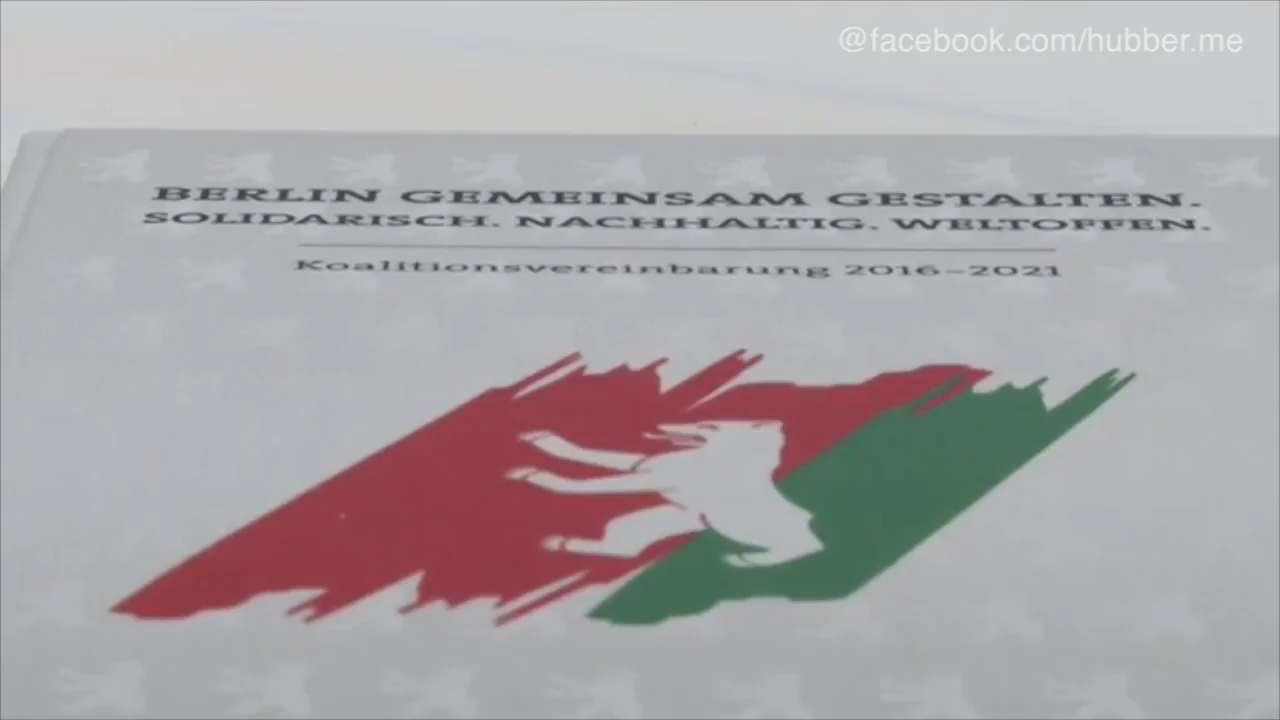 @facebook.com/hubber.me
BERLIN GEMEINSAM GESTALTEN.
SOLIDARISCH. NACHHALTIG. WELTOFFEN.
Koalitionsvereinbarung 2016–2021